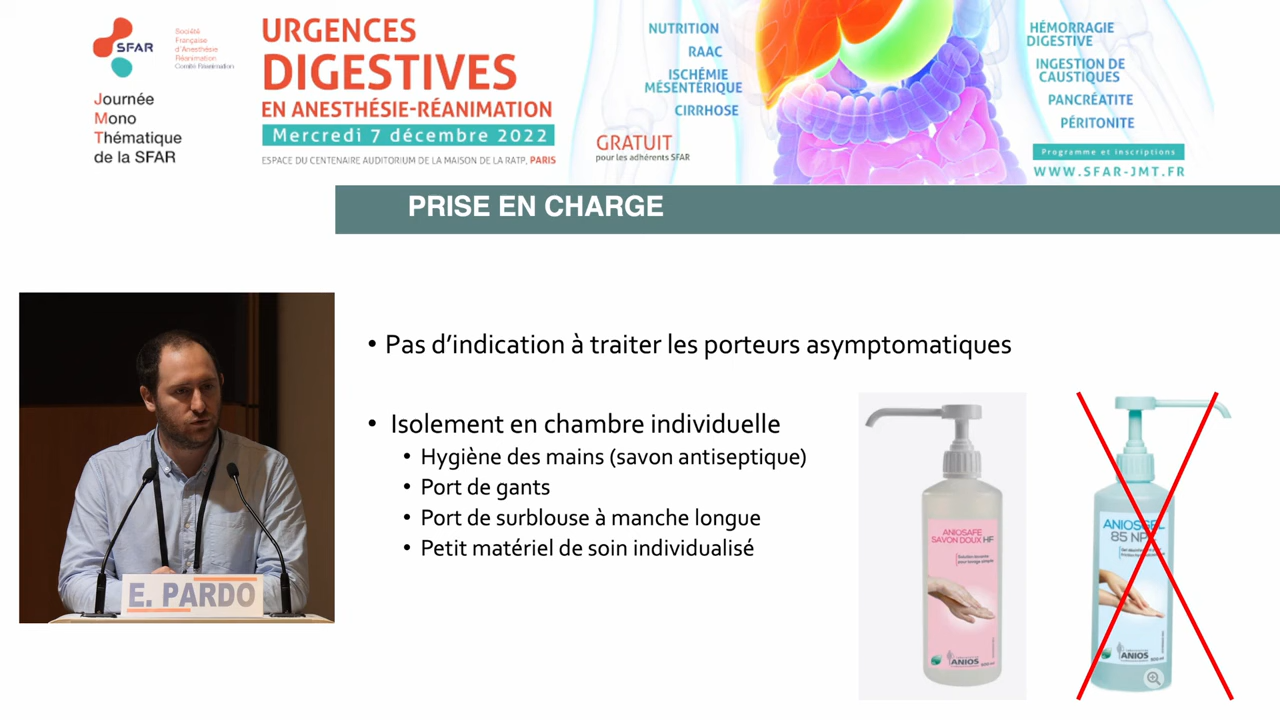 SFAR
Société
Française
d'Anesthésie
Réanimation
Comité Réanimation
Journée
Mono
Thématique
de la SFAR
URGENCES
DIGESTIVES
EN ANESTHÉSIE-RÉANIMATION
Mercredi 7 décembre 2022
ESPACE DU CENTENAIRE AUDITORIUM DE LA MAISON DE LA RATP, PARIS
NUTRITION
RAAC
ISCHÉMIE
MÉSENTÉRIQUE
CIRRHOSE
GRATUIT
pour les adhérents SFAR
HÉMORRAGIE
DIGESTIVE
INGESTION DE
CAUSTIQUES
PANCRÉATITE
PÉRITONITE
Programme et inscriptions
WWW.SFAR-JMT.FR
PRISE EN CHARGE
• Pas d'indication à traiter les porteurs asymptomatiques
• Isolement en chambre individuelle
• Hygiène des mains (savon antiseptique)
• Port de gants
• Port de surblouse à manche longue
• Petit matériel de soin individualisé
E. PARDO
ANIOSAFE
SAVON DOUX HF
ANIOS
ANIOSGEL
85 NPC
ANIOS